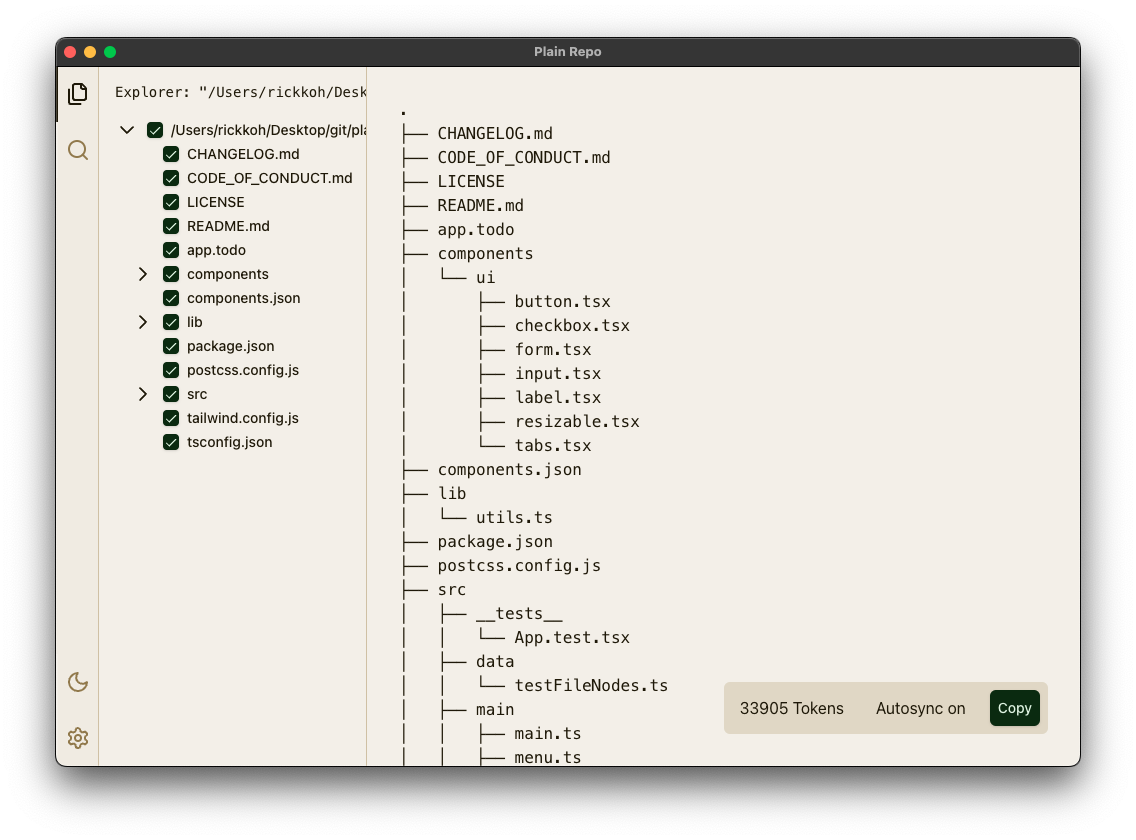 Plain Repo
Explorer: "/Users/rickkoh/Desk
/Users/rickkoh/Desktop/git/pla
CHANGELOG.md
CODE_OF_CONDUCT.md
LICENSE
README.md
app.todo
components
components.json
lib
package.json
postcss.config.js
src
tailwind.config.js
tsconfig.json
.
├── CHANGELOG.md
├── CODE_OF_CONDUCT.md
├── LICENSE
├── README.md
├── app.todo
├── components
│   └── ui
│       ├── button.tsx
│       ├── checkbox.tsx
│       ├── form.tsx
│       ├── input.tsx
│       ├── label.tsx
│       ├── resizable.tsx
│       └── tabs.tsx
├── components.json
├── lib
│   └── utils.ts
├── package.json
├── postcss.config.js
├── src
│   ├── __tests__
│   │   └── App.test.tsx
│   ├── data
│   │   └── testFileNodes.ts
│   ├── main
│   │   ├── main.ts
│   │   ├── menu.ts
33905 Tokens Autosync on Copy